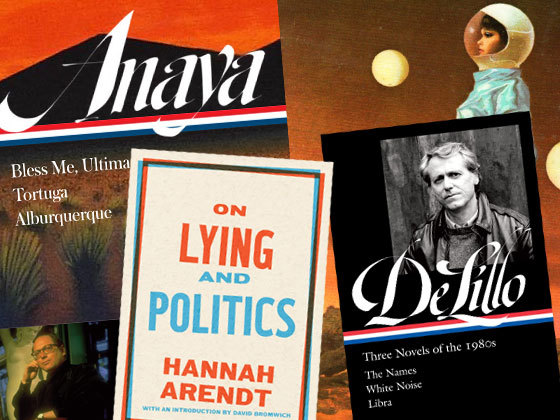 Anaya
Bless Me, Ultima
Tortuga
Alburquerque
ON
LYING
AND
POLITICS
HANNAH
ARENDT
WITH AN INTRODUCTION BY DAVID BROMWICH
DeLillo
Three Novels of the 1980s
The Names
White Noise
Libra